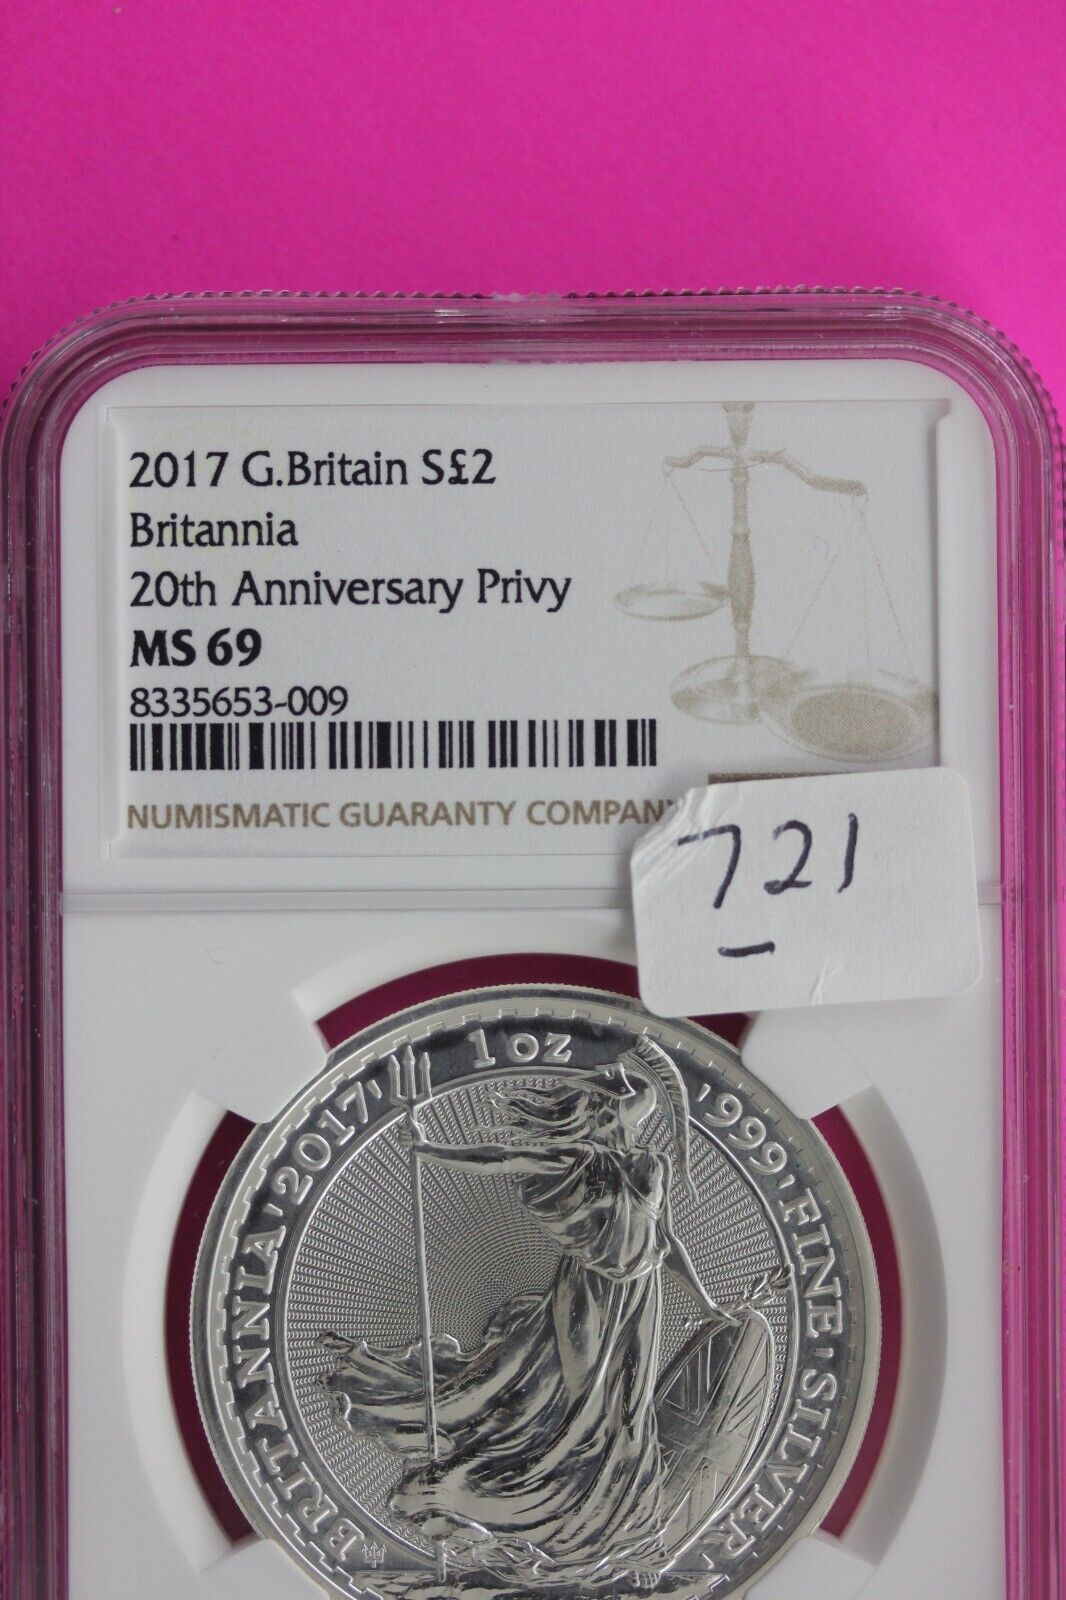 2017 G.Britain S£2
Britannia
20th Anniversary Privy
MS 69
8335653-009
NUMISMATIC GUARANTY COMPANY
721
BRITANNIA '2017' 1 oz '999' FINE SILVER
20